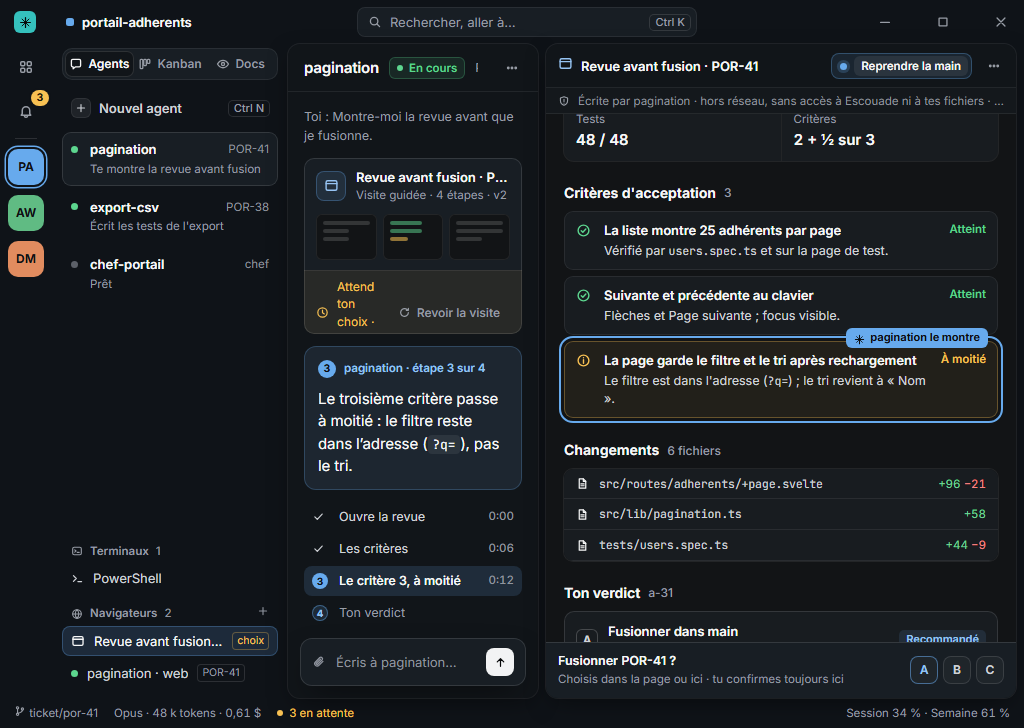 portail-adherents
Rechercher, aller à…
Ctrl K
3
PA
AW
DM
Agents
Kanban
Docs
Nouvel agent
Ctrl N
pagination
POR-41
Te montre la revue avant fusion
export-csv
POR-38
Écrit les tests de l'export
chef-portail
chef
Prêt
Terminaux 1
PowerShell
Navigateurs 2
Revue avant fusion…
choix
pagination · web
POR-41
pagination
En cours
Toi : Montre-moi la revue avant que
je fusionne.
Revue avant fusion · P…
Visite guidée · 4 étapes · v2
Attend
ton
choix ·
Revoir la visite
3
pagination · étape 3 sur 4
Le troisième critère passe
à moitié : le filtre reste
dans l'adresse ( ?q= ), pas
le tri.
Ouvre la revue
0:00
Les critères
0:06
3
Le critère 3, à moitié
0:12
4
Ton verdict
Écris à pagination…
Revue avant fusion · POR-41
Reprendre la main
Écrite par pagination · hors réseau, sans accès à Escouade ni à tes fichiers · …
Tests
48 / 48
Critères
2 + ½ sur 3
Critères d'acceptation 3
La liste montre 25 adhérents par page
Atteint
Vérifié par users.spec.ts et sur la page de test.
Suivante et précédente au clavier
Atteint
Flèches et Page suivante ; focus visible.
pagination le montre
La page garde le filtre et le tri après rechargement
À moitié
Le filtre est dans l'adresse (?q=) ; le tri revient à « Nom
».
Changements 6 fichiers
src/routes/adherents/+page.svelte
+96 −21
src/lib/pagination.ts
+58
tests/users.spec.ts
+44 −9
Ton verdict a-31
A
Fusionner dans main
Recommandé
Fusionner POR-41 ?
Choisis dans la page ou ici · tu confirmes toujours ici
A
B
C
ticket/por-41
Opus · 48 k tokens · 0,61 $
3 en attente
Session 34 % · Semaine 61 %